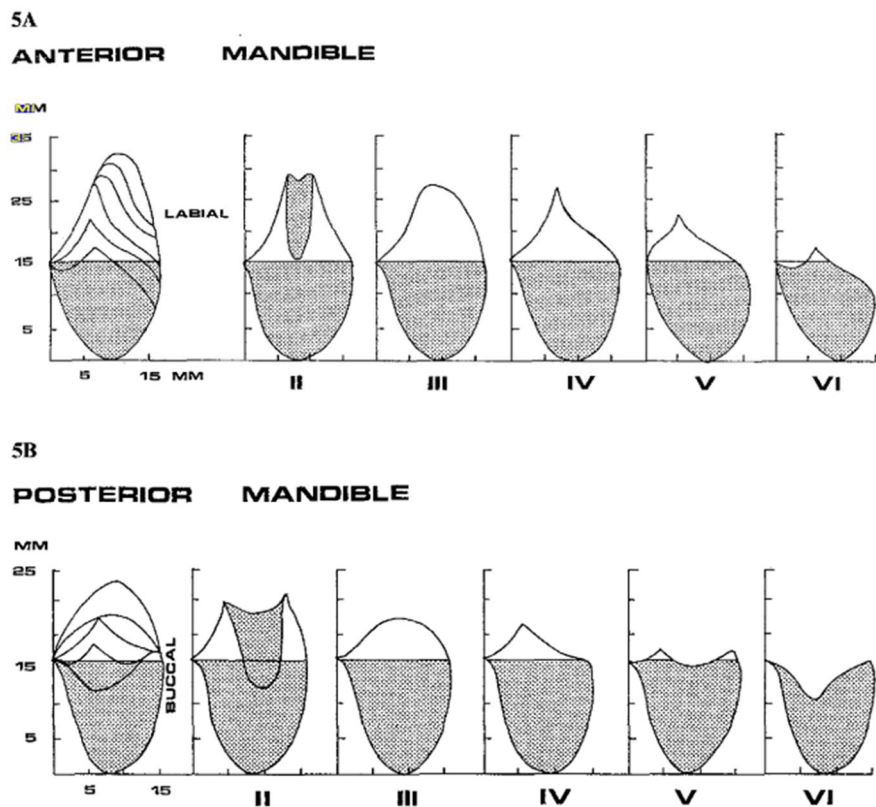 5A
ANTERIOR MANDIBLE
MM
35
25
LABIAL
15
5
5 15 MM
II III IV V VI
5B
POSTERIOR MANDIBLE
MM
25
15
BUCCAL
5
5 15
II III IV V VI